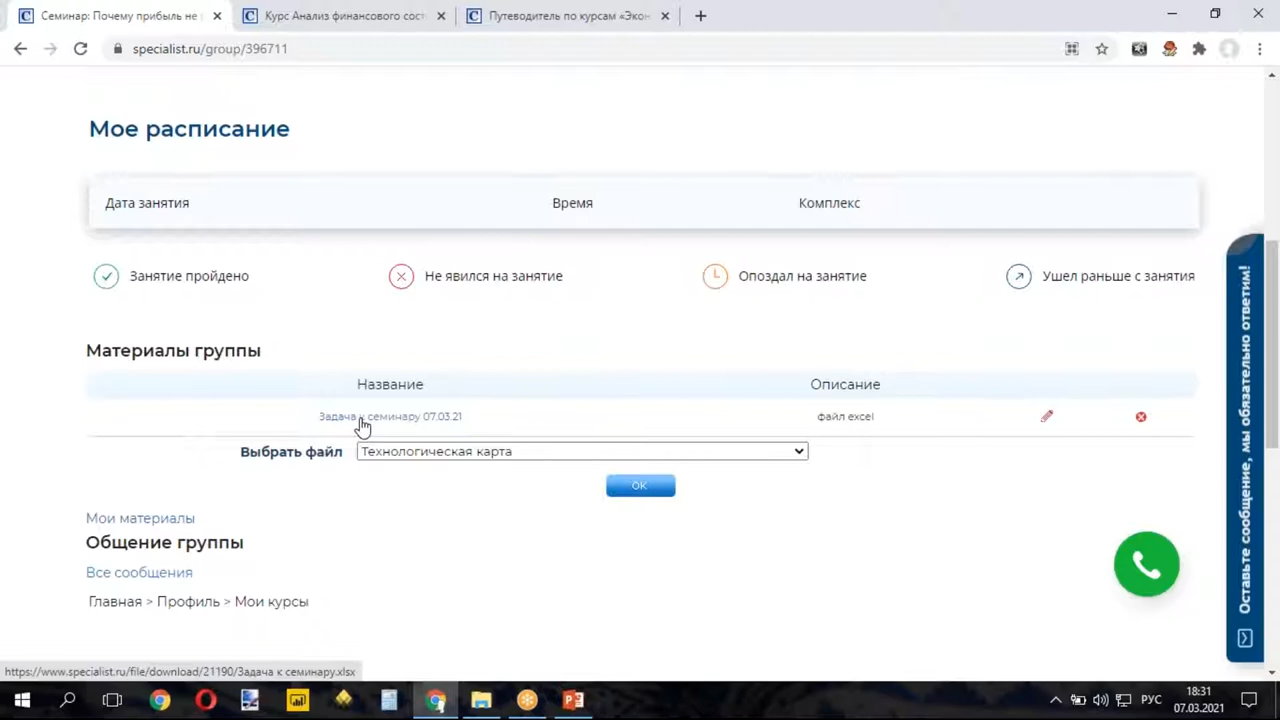 Семинар: Почему прибыль не
Курс Анализ финансового сост
Путеводитель по курсам «Экон
specialist.ru/group/396711
Мое расписание
Дата занятия
Время
Комплекс
Занятие пройдено
Не явился на занятие
Опоздал на занятие
Ушел раньше с занятия
Материалы группы
Название
Описание
Задача к семинару 07.03.21
файл excel
Выбрать файл
Технологическая карта
ОК
Мои материалы
Общение группы
Все сообщения
Главная > Профиль > Мои курсы
Оставьте сообщение, мы обязательно ответим!
https://www.specialist.ru/file/download/21190/Задача к семинару.xlsx
РУС
18:31
07.03.2021